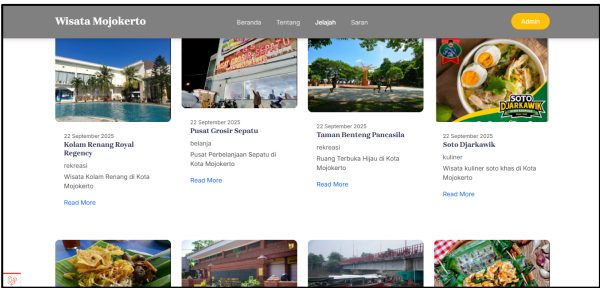 Wisata Mojokerto
Beranda Tentang Jelajah Saran
Admin
SOTO
DJARKAWIK
22 September 2025
Kolam Renang Royal
Regency
rekreasi
Wisata Kolam Renang di Kota
Mojokerto
Read More
22 September 2025
Pusat Grosir Sepatu
belanja
Pusat Perbelanjaan Sepatu di
Kota Mojokerto
Read More
22 September 2025
Taman Benteng Pancasila
rekreasi
Ruang Terbuka Hijau di Kota
Mojokerto
Read More
22 September 2025
Soto Djarkawik
kuliner
Wisata kuliner soto khas di Kota
Mojokerto
Read More